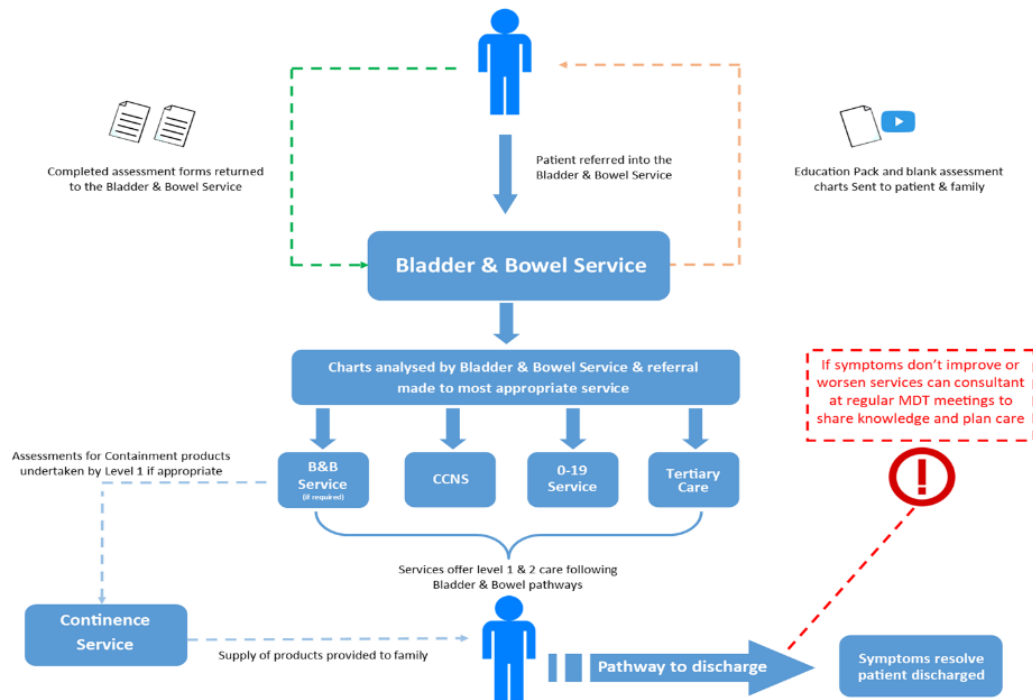 Completed assessment forms returned
to the Bladder & Bowel Service
Patient referred into the
Bladder & Bowel Service
Education Pack and blank assessment
charts Sent to patient & family
Bladder & Bowel Service
Charts analysed by Bladder & Bowel Service & referral
made to most appropriate service
If symptoms don't improve or
worsen services can consultant
at regular MDT meetings to
share knowledge and plan care
Assessments for Containment products
undertaken by Level 1 if appropriate
B&B
Service
(if required)
CCNS
0-19
Service
Tertiary
Care
Services offer level 1 & 2 care following
Bladder & Bowel pathways
Continence
Service
Supply of products provided to family
Pathway to discharge
Symptoms resolve
patient discharged